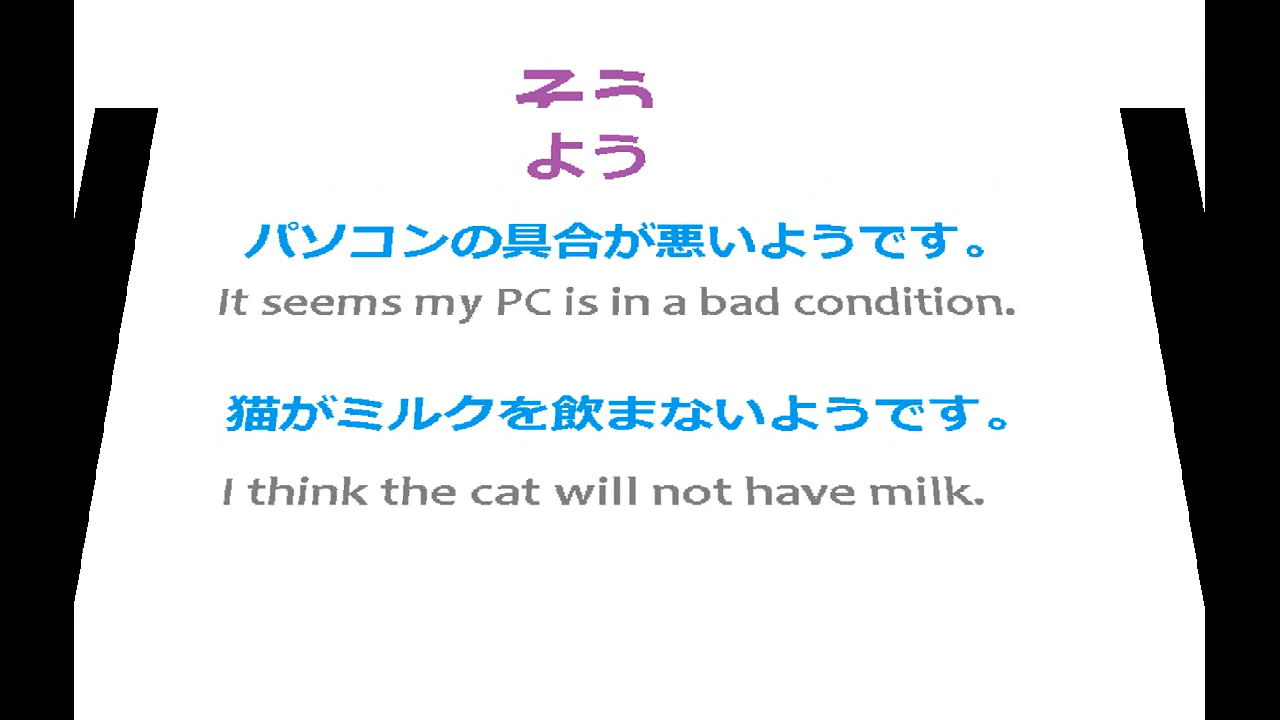 そう
よう
パソコンの具合が悪いようです。
It seems my PC is in a bad condition.
猫がミルクを飲まないようです。
I think the cat will not have milk.